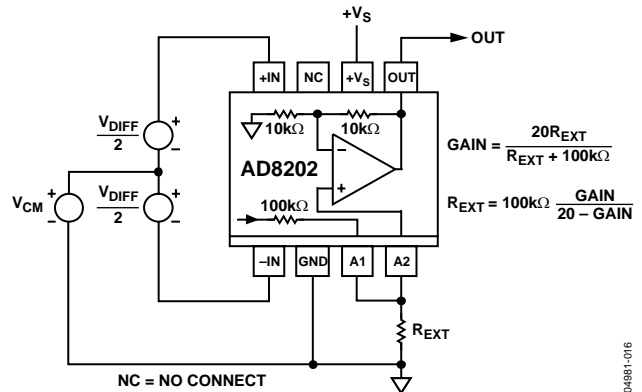 +VS
OUT
+IN
NC
+VS
OUT
10kΩ
10kΩ
VDIFF
2
+
−
−
+
AD8202
GAIN = 20REXT / REXT + 100kΩ
REXT = 100kΩ GAIN / 20 – GAIN
VCM
+
−
VDIFF
2
+
−
100kΩ
–IN
GND
A1
A2
REXT
NC = NO CONNECT
04981-016